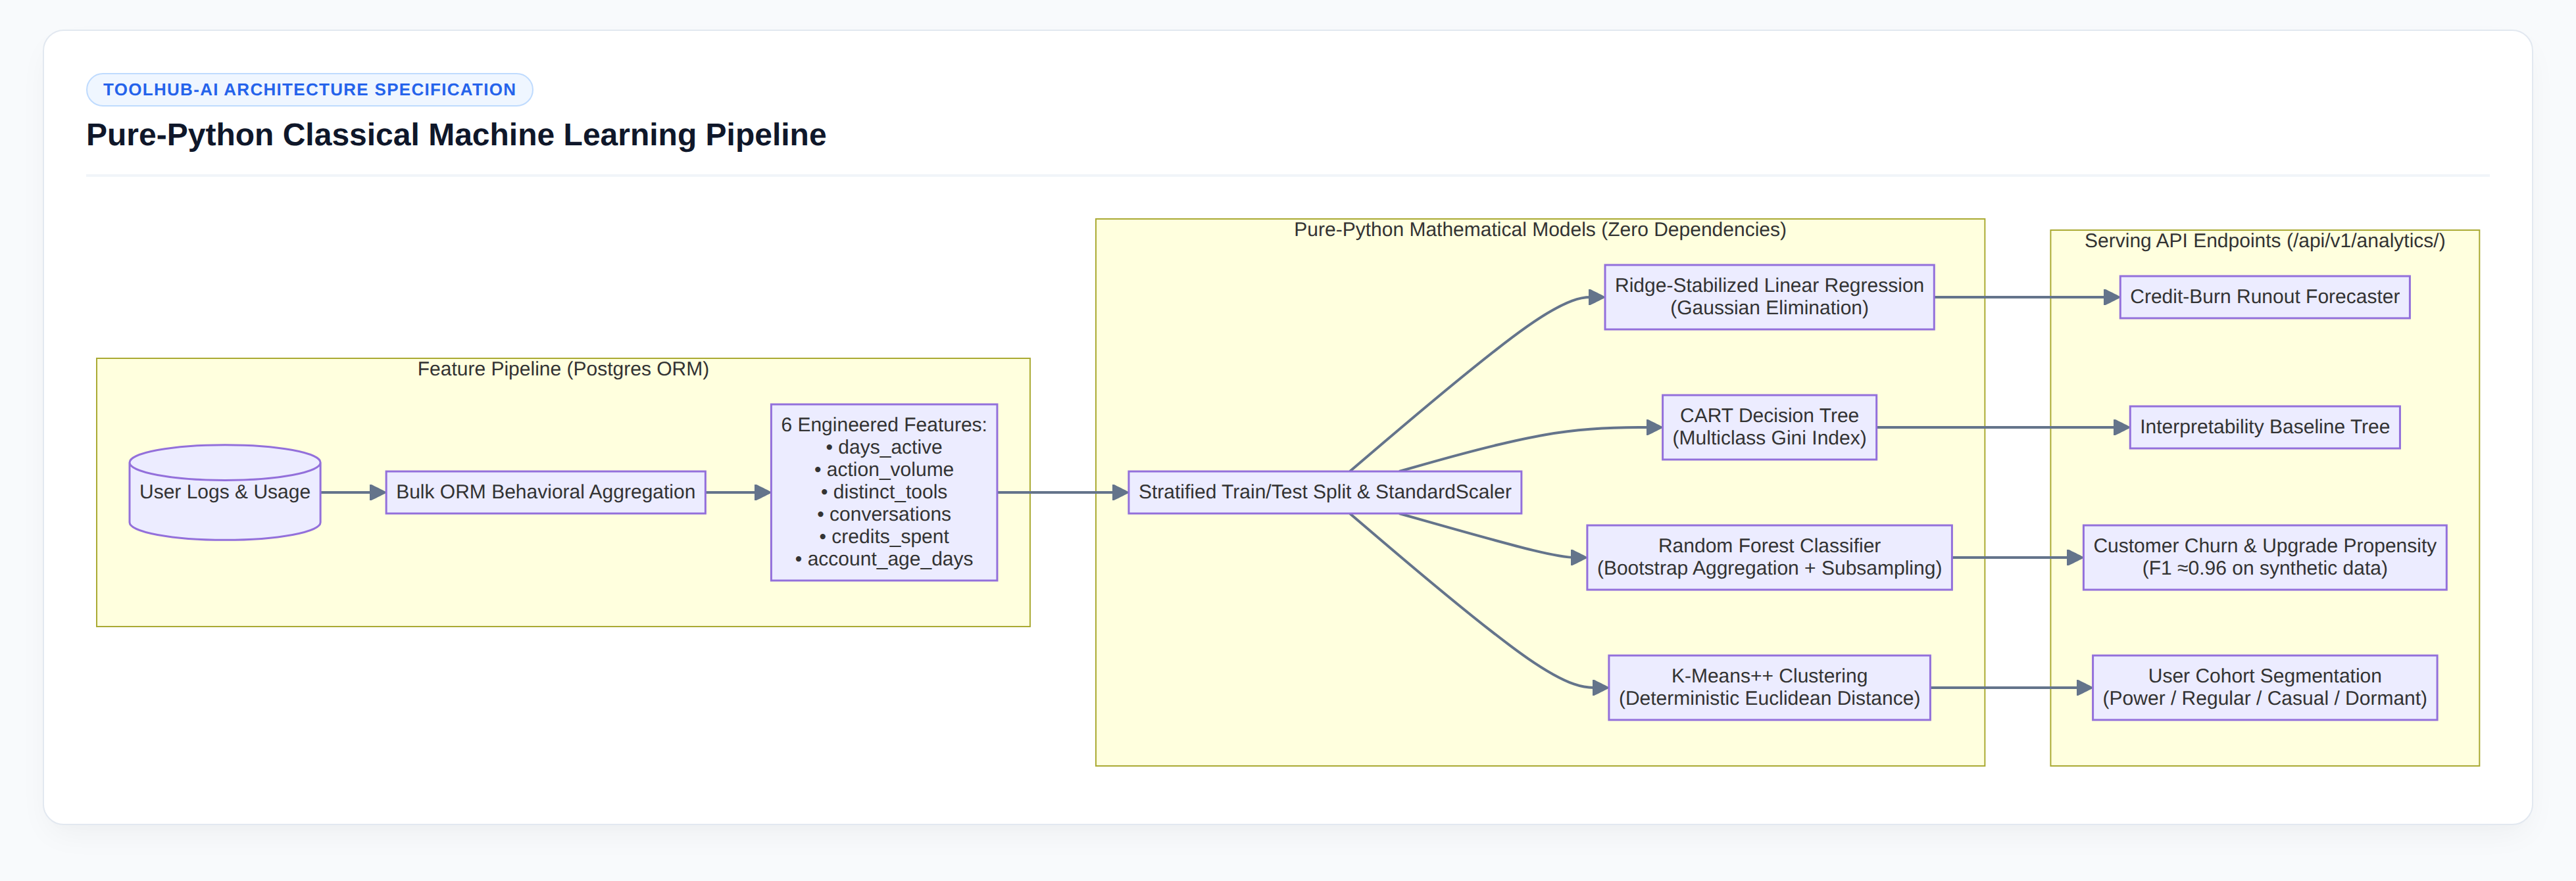 TOOLHUB-AI ARCHITECTURE SPECIFICATION
Pure-Python Classical Machine Learning Pipeline
Feature Pipeline (Postgres ORM)
User Logs & Usage
Bulk ORM Behavioral Aggregation
6 Engineered Features:
• days_active
• action_volume
• distinct_tools
• conversations
• credits_spent
• account_age_days
Pure-Python Mathematical Models (Zero Dependencies)
Stratified Train/Test Split & StandardScaler
Ridge-Stabilized Linear Regression
(Gaussian Elimination)
CART Decision Tree
(Multiclass Gini Index)
Random Forest Classifier
(Bootstrap Aggregation + Subsampling)
K-Means++ Clustering
(Deterministic Euclidean Distance)
Serving API Endpoints (/api/v1/analytics/)
Credit-Burn Runout Forecaster
Interpretability Baseline Tree
Customer Churn & Upgrade Propensity
(F1 ≈0.96 on synthetic data)
User Cohort Segmentation
(Power / Regular / Casual / Dormant)